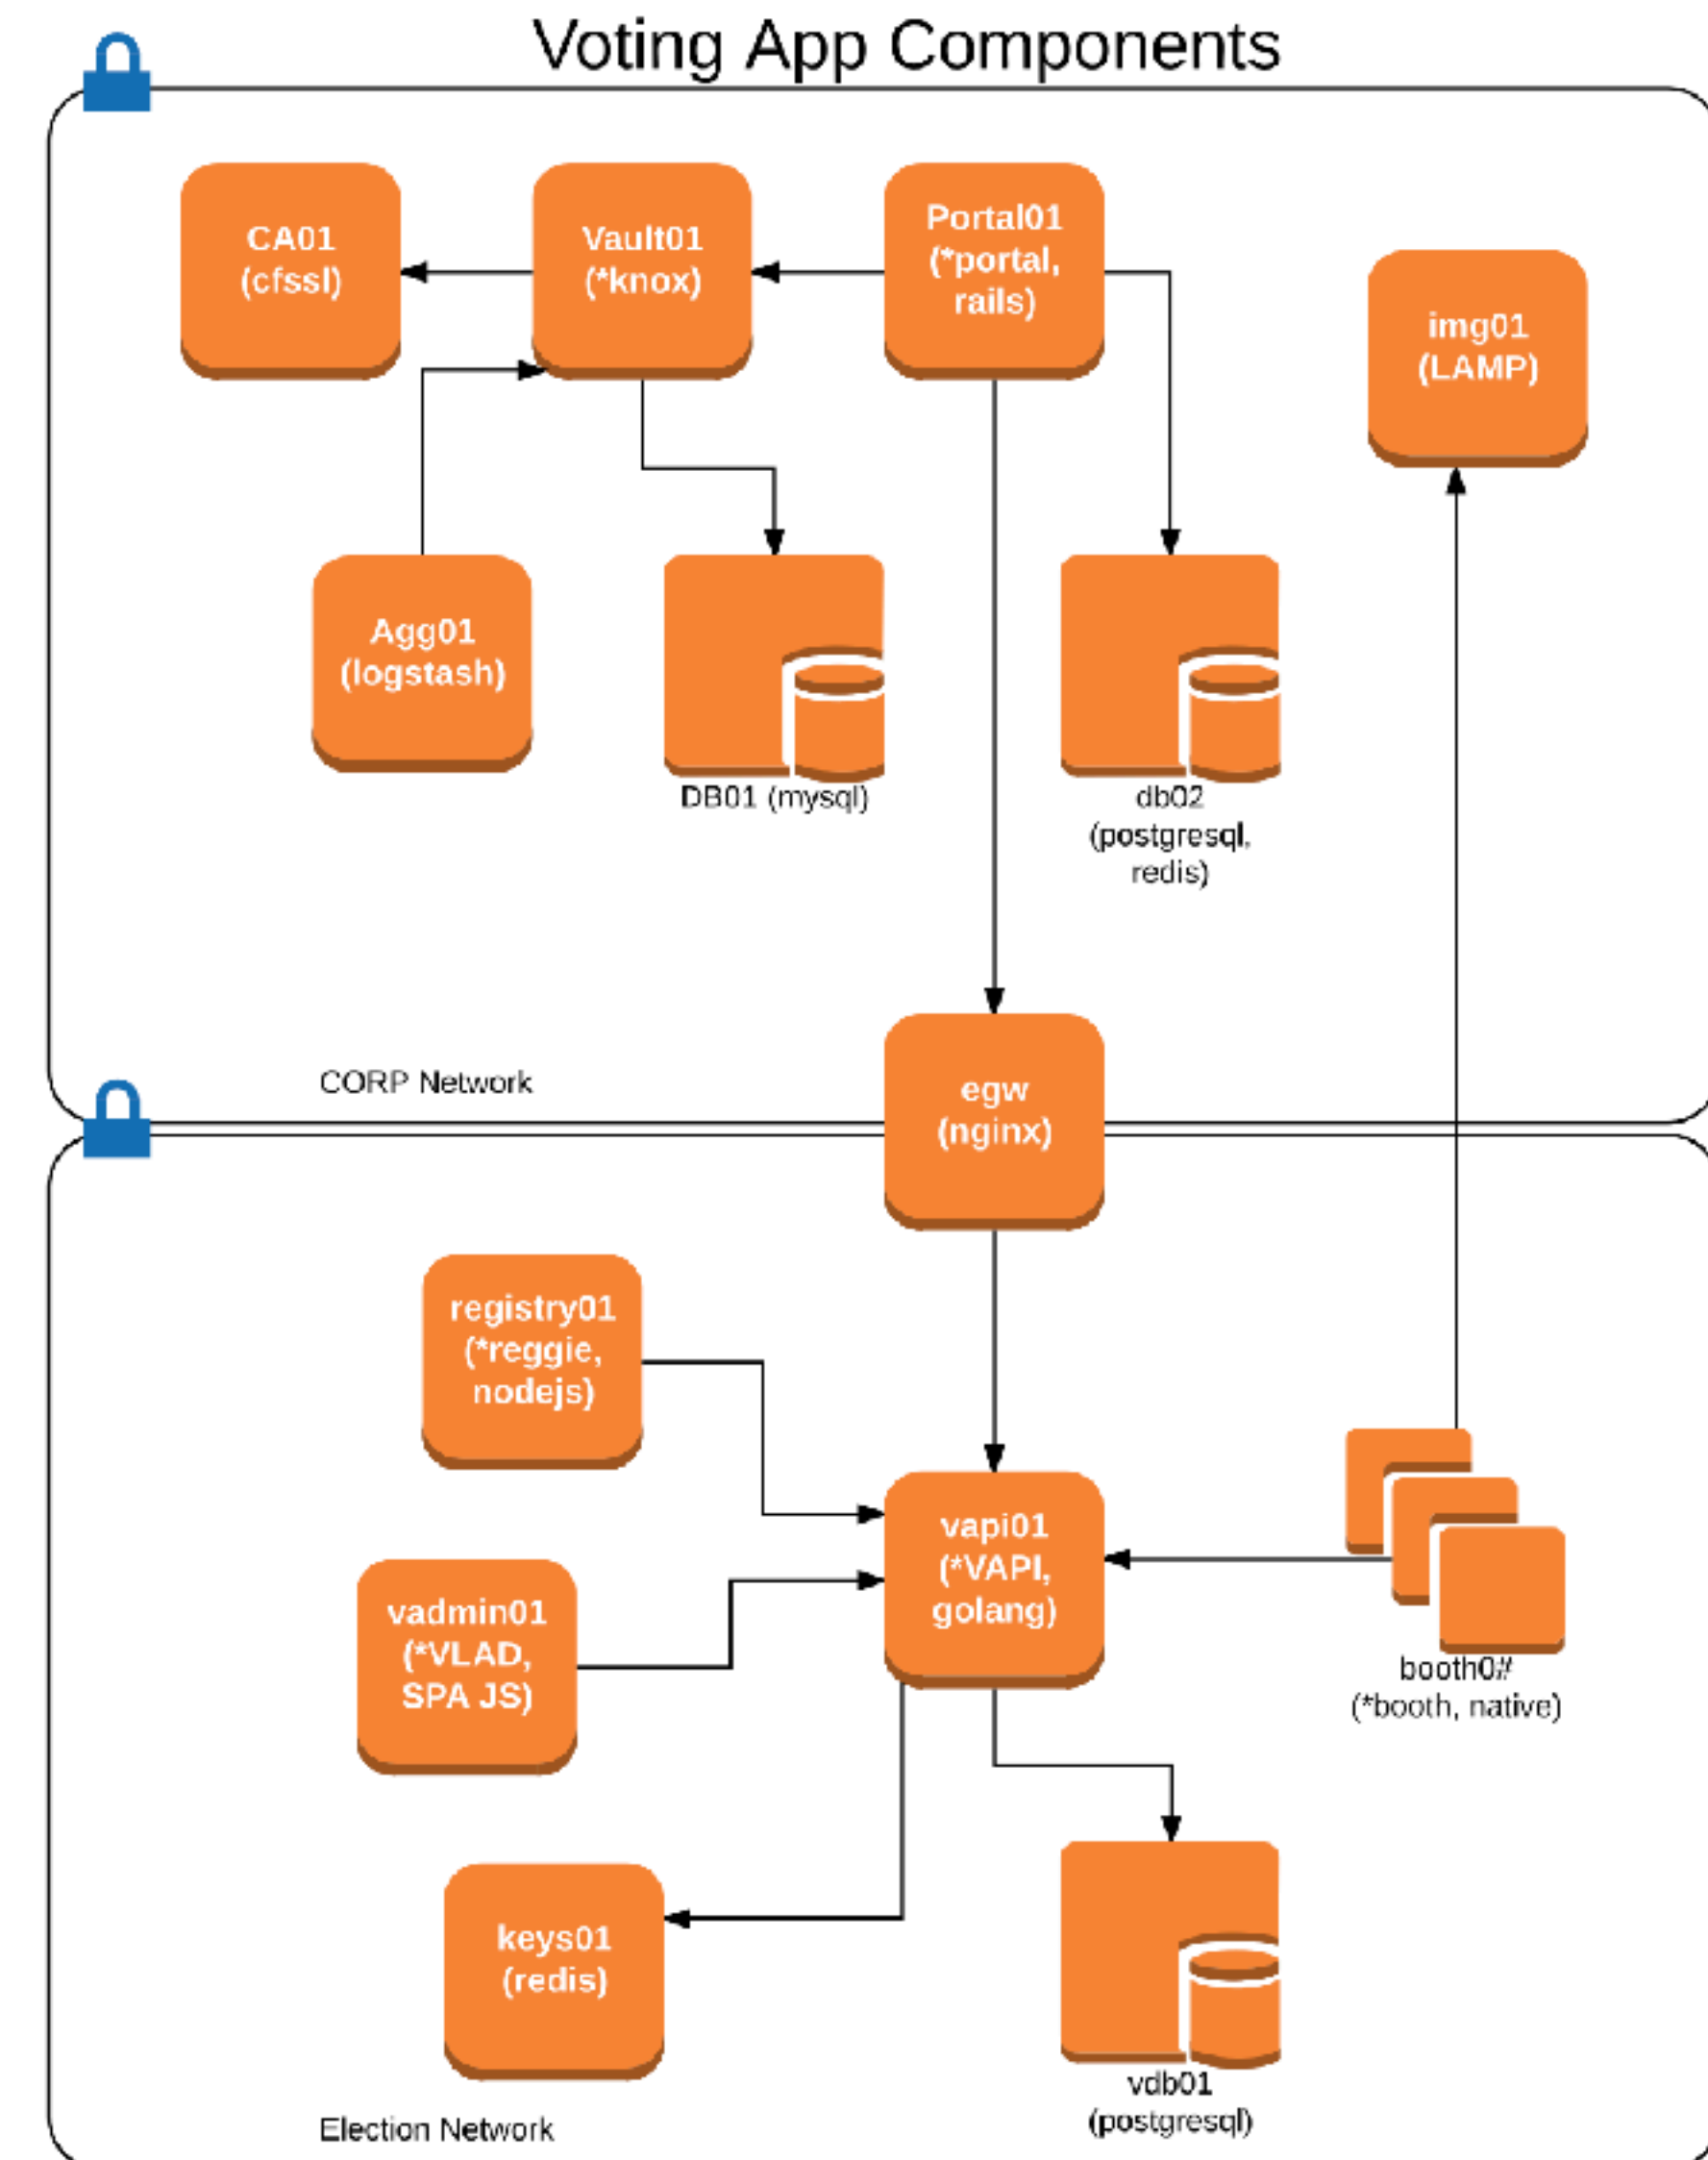 Voting App Components
CA01
(cfssl)
Vault01
(*knox)
Portal01
(*portal,
rails)
img01
(LAMP)
Agg01
(logstash)
DB01 (mysql)
db02
(postgresql,
redis)
CORP Network
egw
(nginx)
registry01
(*reggie,
nodejs)
vapi01
(*VAPI,
golang)
vadmin01
(*VLAD,
SPA JS)
booth0#
(*booth, native)
keys01
(redis)
vdb01
(postgresql)
Election Network